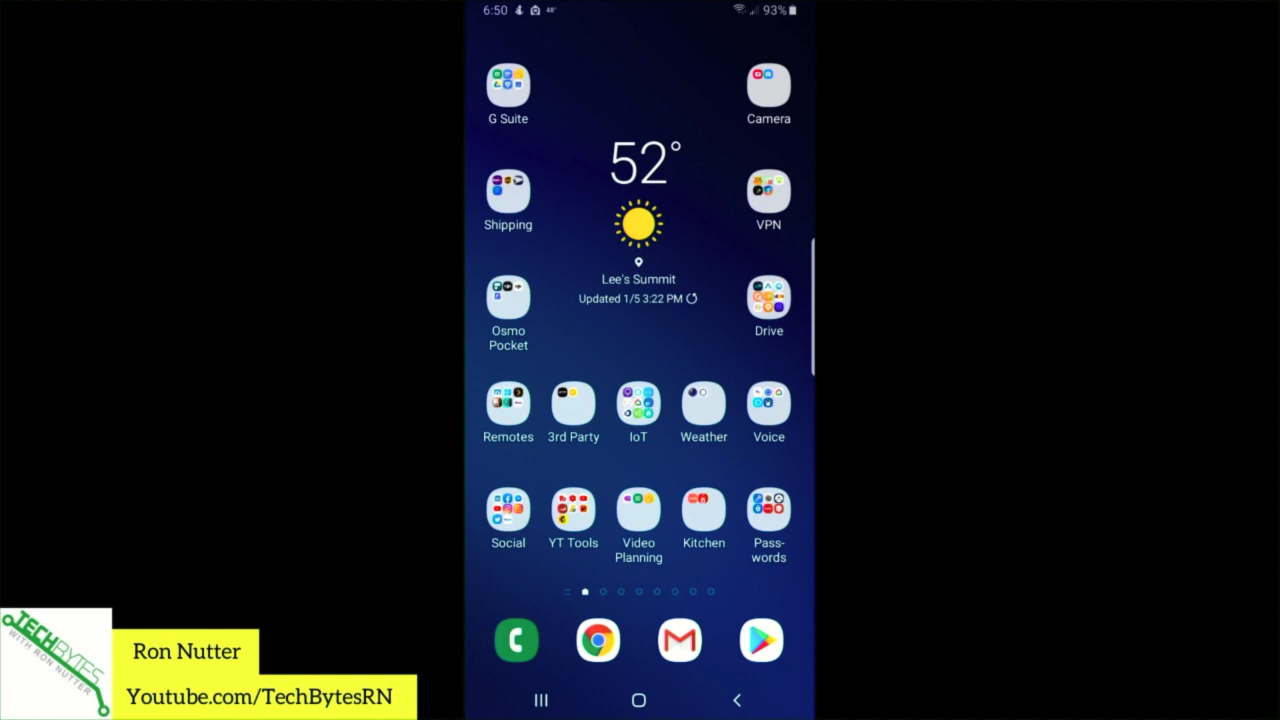 6:50 48° 93%
G Suite
Camera
52°
Shipping
VPN
Lee's Summit
Updated 1/5 3:22 PM
Osmo
Pocket
Drive
Remotes
3rd Party
IoT
Weather
Voice
Social
YT Tools
Video
Planning
Kitchen
Pass-
words
TECHBYTES
WITH RON NUTTER
Ron Nutter
Youtube.com/TechBytesRN